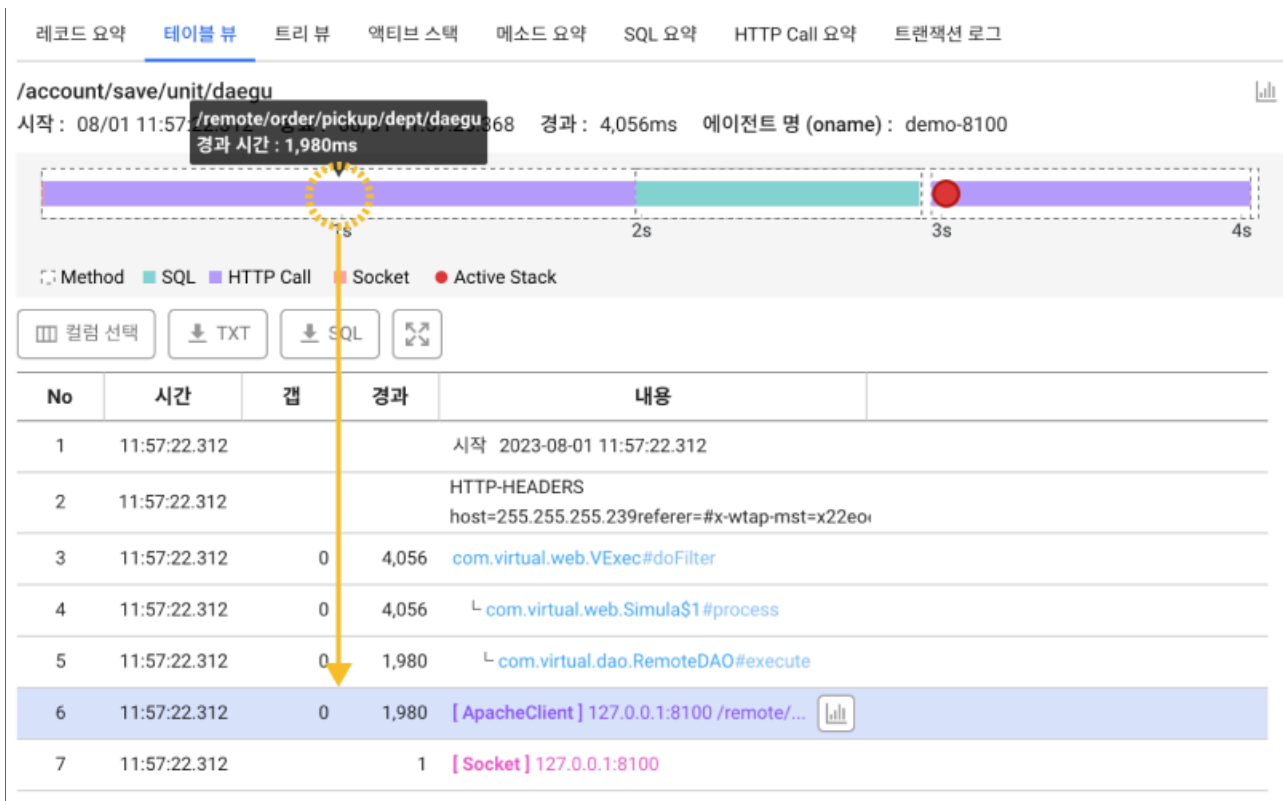 레코드 요약 테이블 뷰 트리 뷰 액티브 스택 메소드 요약 SQL 요약 HTTP Call 요약 트랜잭션 로그
/account/save/unit/daegu
/remote/order/pickup/dept/daegu
시작 : 08/01 11:57: 368 경과 : 4,056ms 에이전트 명 (oname) : demo-8100
경과 시간 : 1,980ms
1s 2s 3s 4s
Method SQL HTTP Call Socket Active Stack
컬럼 선택 TXT SQL
No 시간 갭 경과 내용
1 11:57:22.312 시작 2023-08-01 11:57:22.312
HTTP-HEADERS
2 11:57:22.312
host=255.255.255.239referer=#x-wtap-mst=x22eo
3 11:57:22.312 0 4,056 com.virtual.web.VExec#doFilter
4 11:57:22.312 0 4,056 └ com.virtual.web.Simula$1#process
5 11:57:22.312 0 1,980 └ com.virtual.dao.RemoteDAO#execute
6 11:57:22.312 0 1,980 [ ApacheClient ] 127.0.0.1:8100 /remote/...
7 11:57:22.312 1 [ Socket ] 127.0.0.1:8100